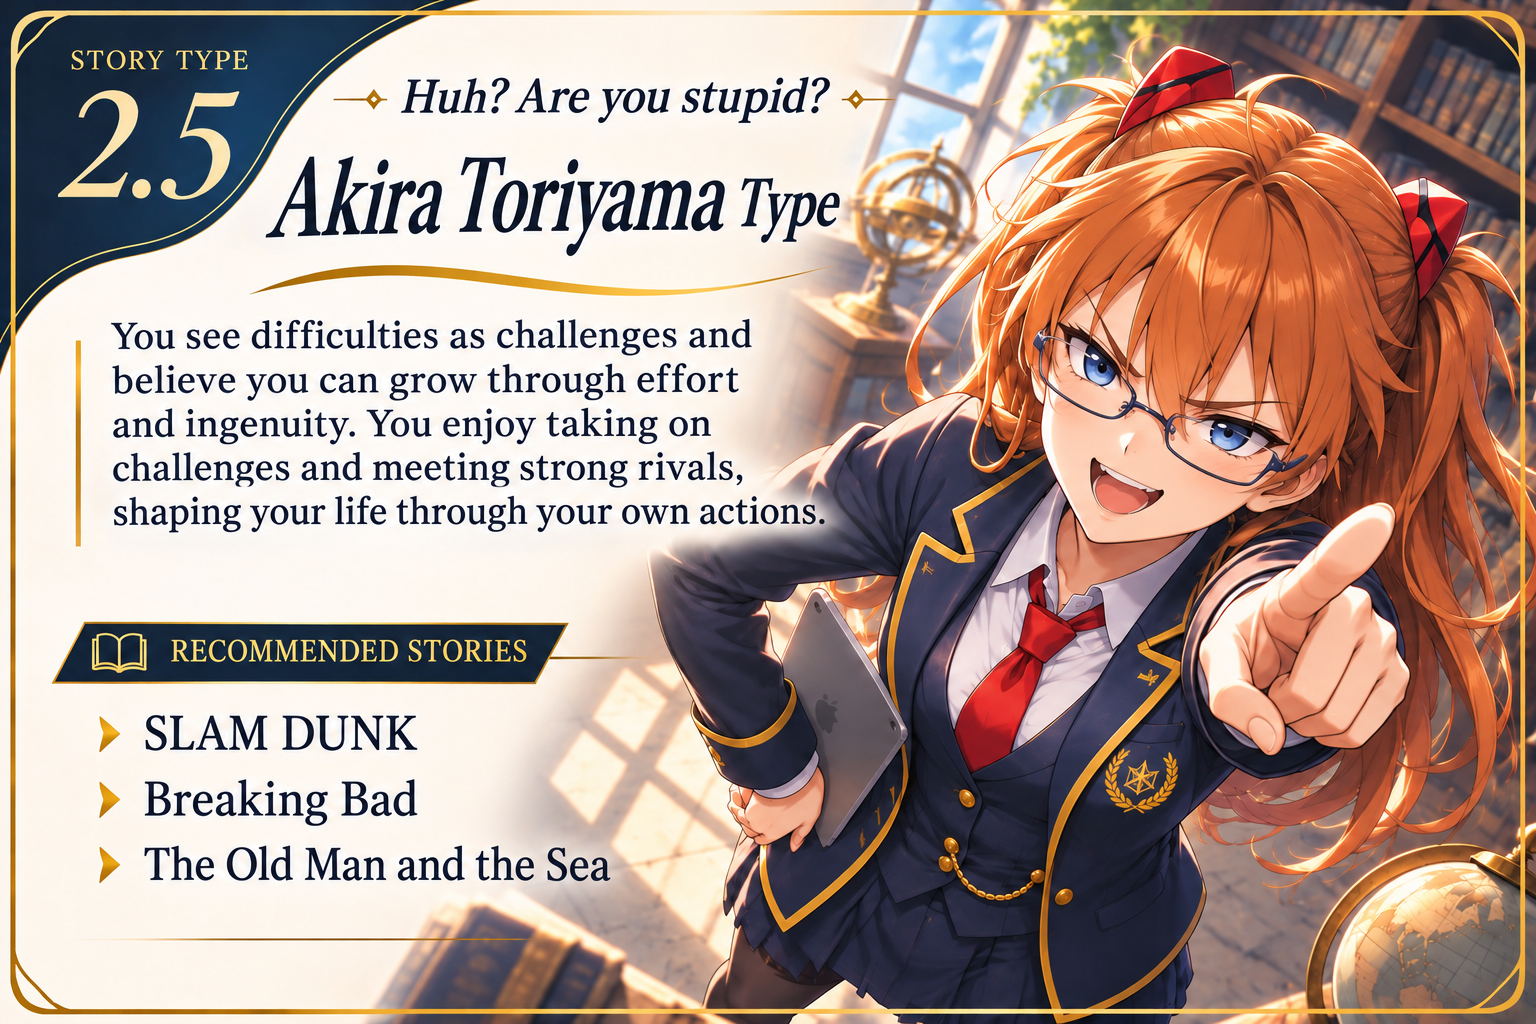 STORY TYPE
2.5
Huh? Are you stupid?
Akira Toriyama Type
You see difficulties as challenges and
believe you can grow through effort
and ingenuity. You enjoy taking on
challenges and meeting strong rivals,
shaping your life through your own actions.
RECOMMENDED STORIES
SLAM DUNK
Breaking Bad
The Old Man and the Sea